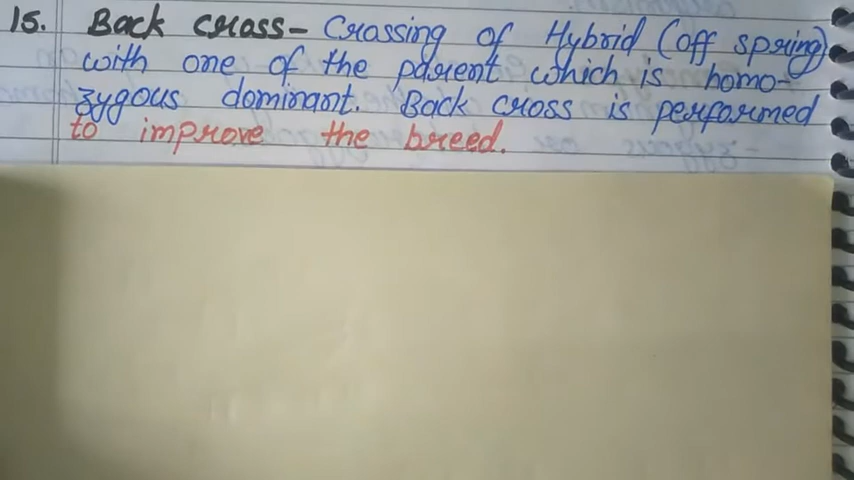 15. Back cross- Crossing of Hybrid (off spring)
with one of the parent which is homo-
zygous dominant. Back cross is performed
to improve the breed.